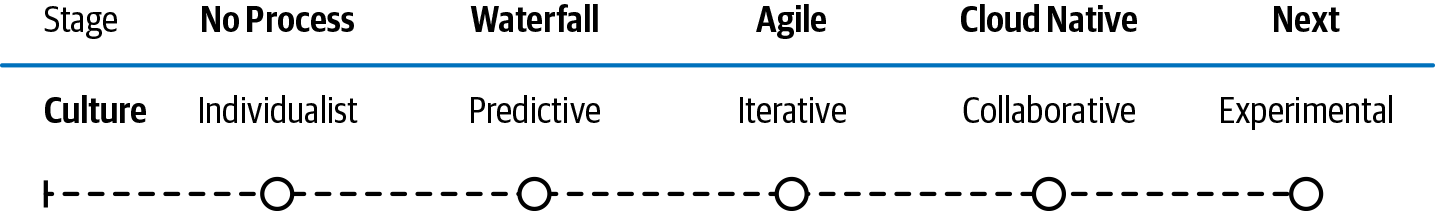 Stage No Process Waterfall Agile Cloud Native Next
Culture Individualist Predictive Iterative Collaborative Experimental